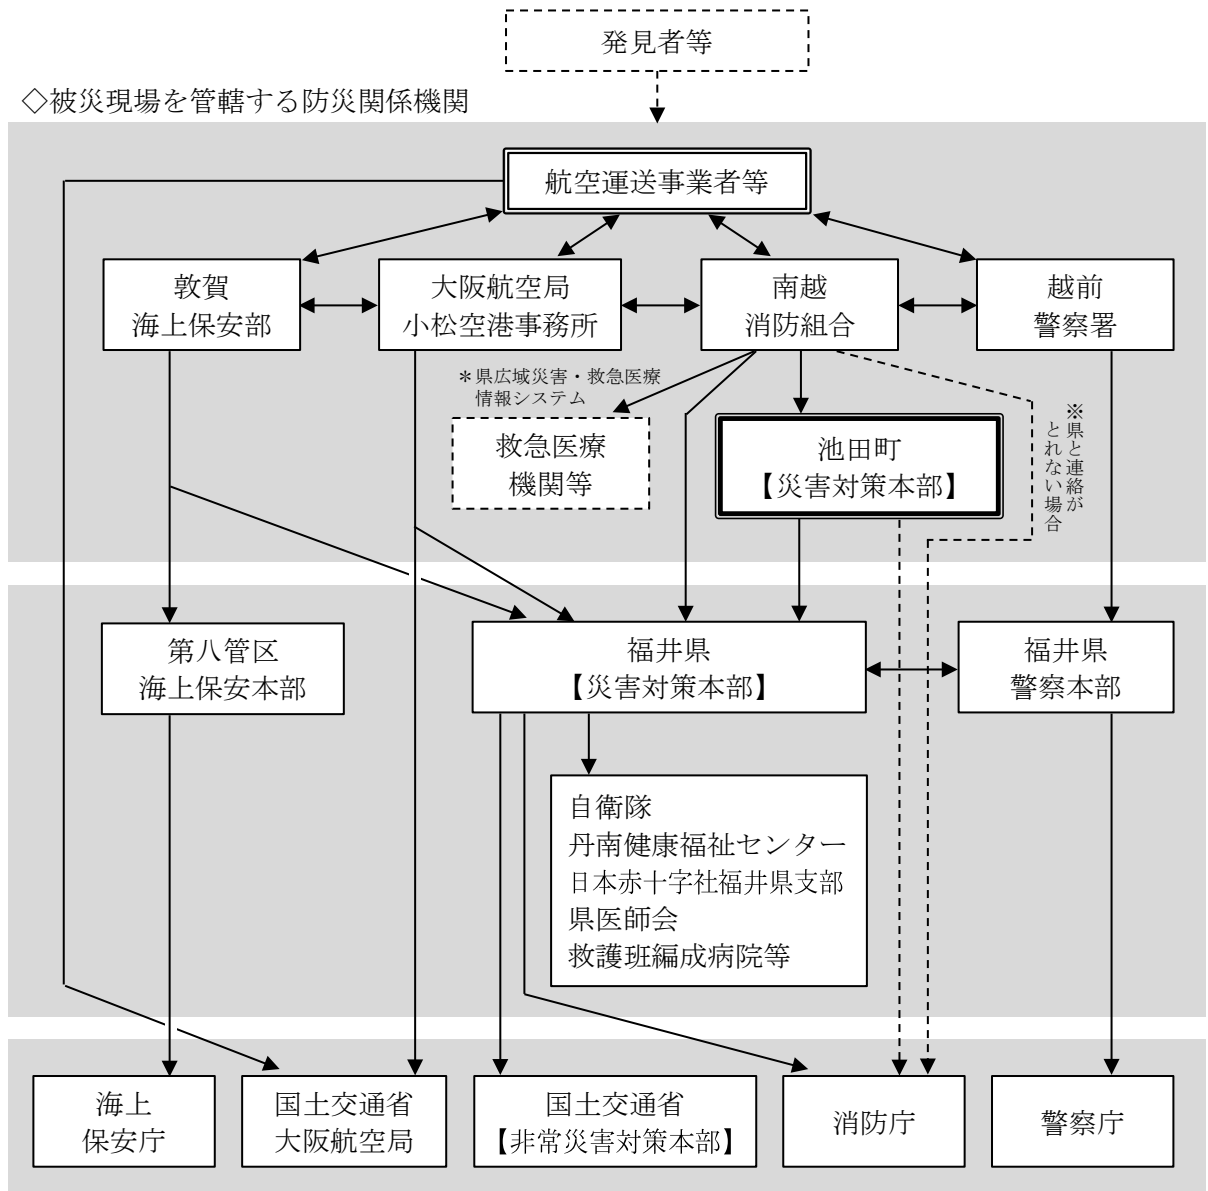 発見者等
◇被災現場を管轄する防災関係機関
航空運送事業者等
敦賀
海上保安部
大阪航空局
小松空港事務所
南越
消防組合
越前
警察署
＊県広域災害・救急医療
情報システム
救急医療
機関等
池田町
【災害対策本部】
※県と連絡が
とれない場合
第八管区
海上保安本部
福井県
【災害対策本部】
福井県
警察本部
自衛隊
丹南健康福祉センター
日本赤十字社福井県支部
県医師会
救護班編成病院等
海上
保安庁
国土交通省
大阪航空局
国土交通省
【非常災害対策本部】
消防庁
警察庁